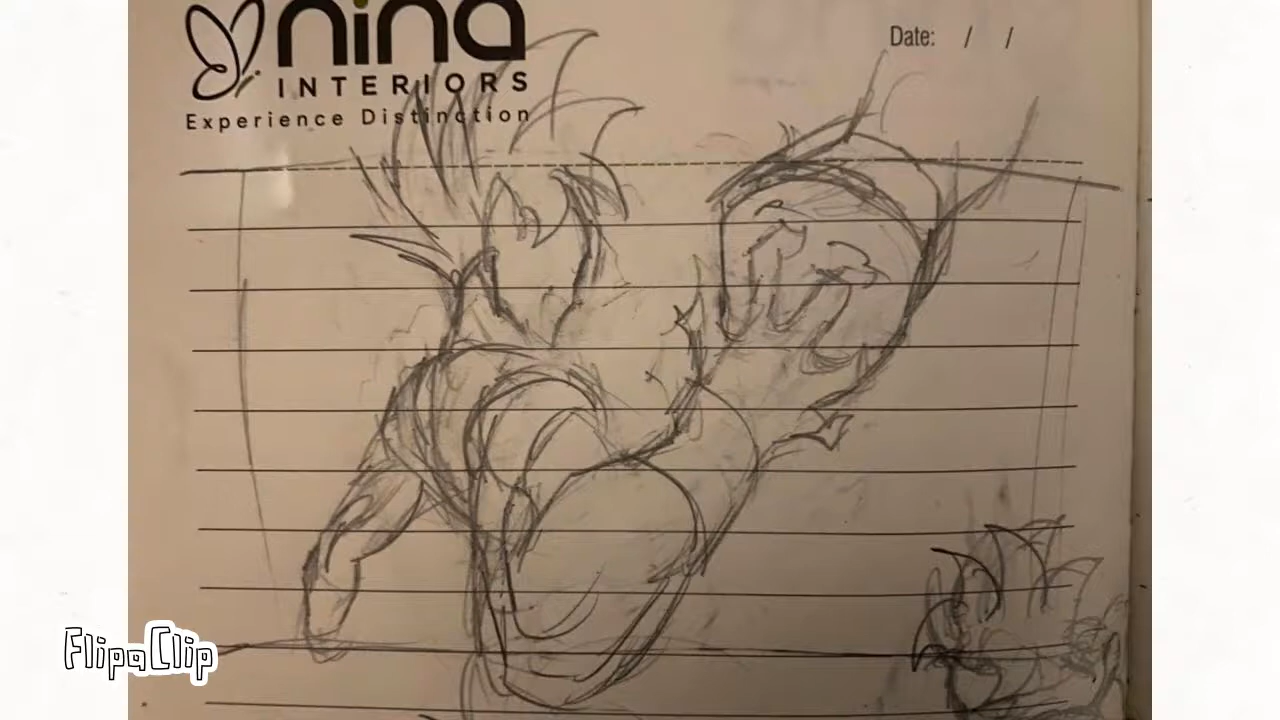 nina
INTERIORS
Experience Distinction
Date: / /
FlipaClip